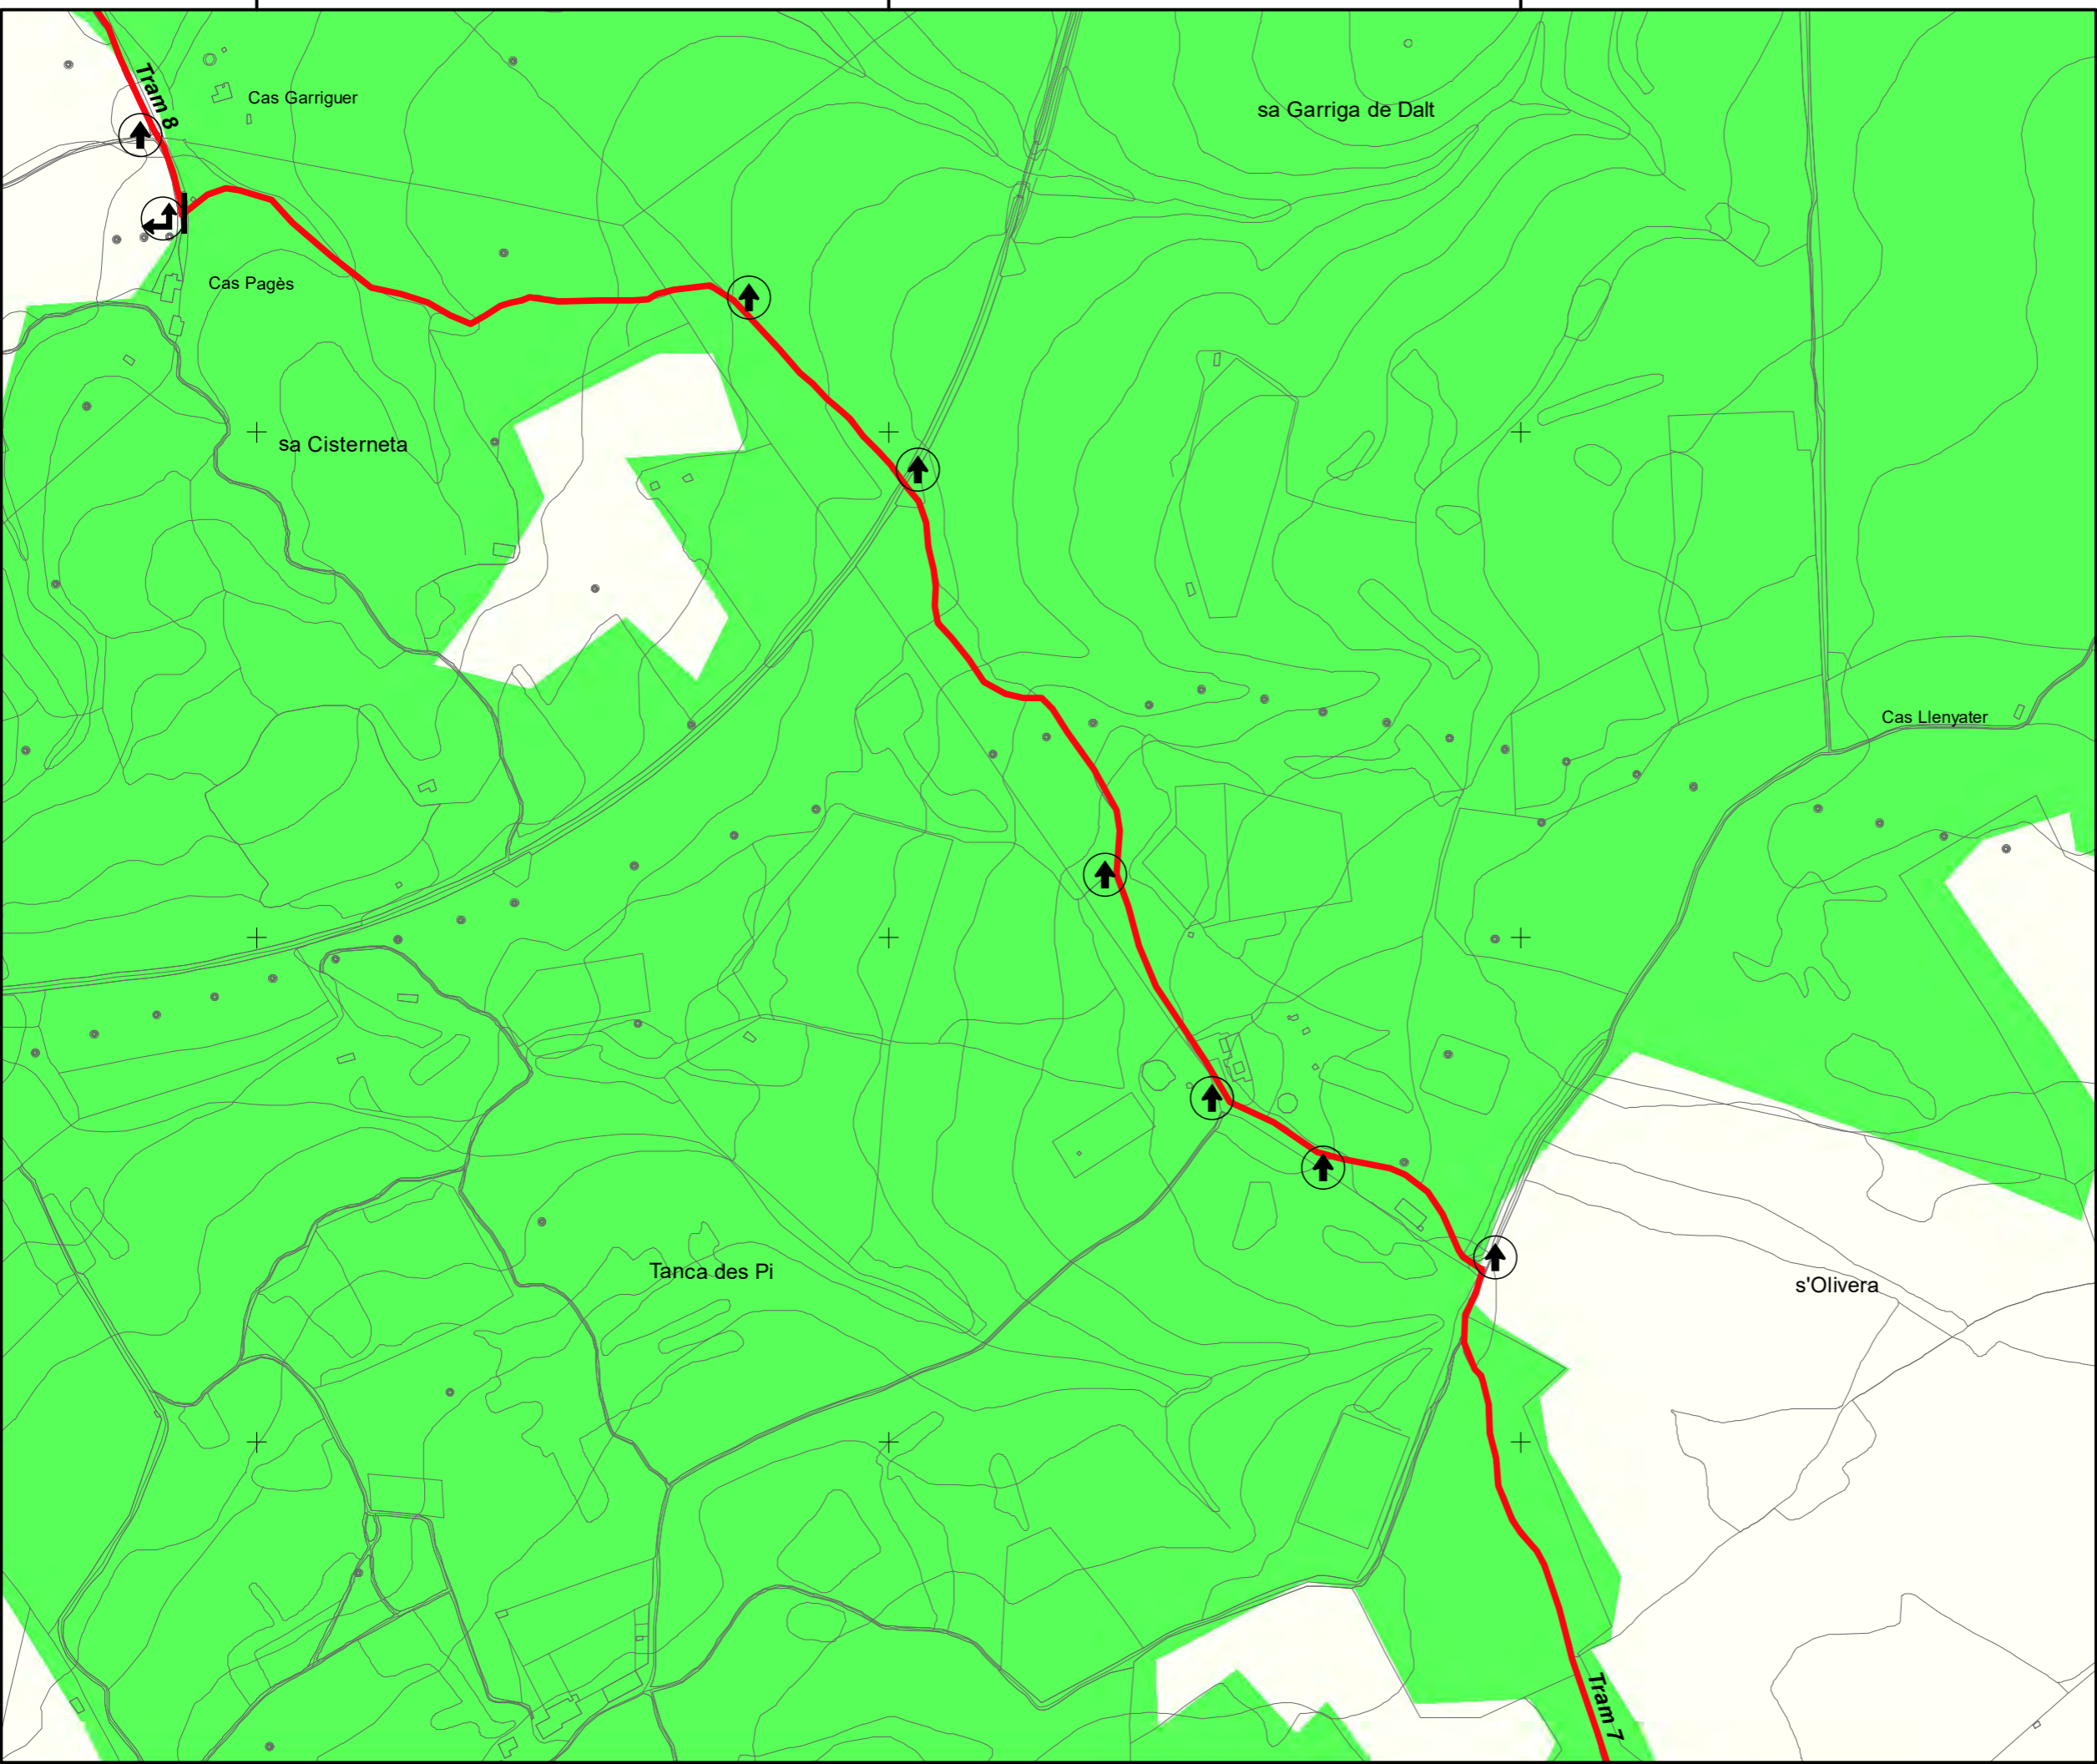 Tram 8
Cas Garriguer
sa Garriga de Dalt
Cas Pagès
sa Cisterneta
Cas Llenyater
Tanca des Pi
s'Olivera
Tram 7